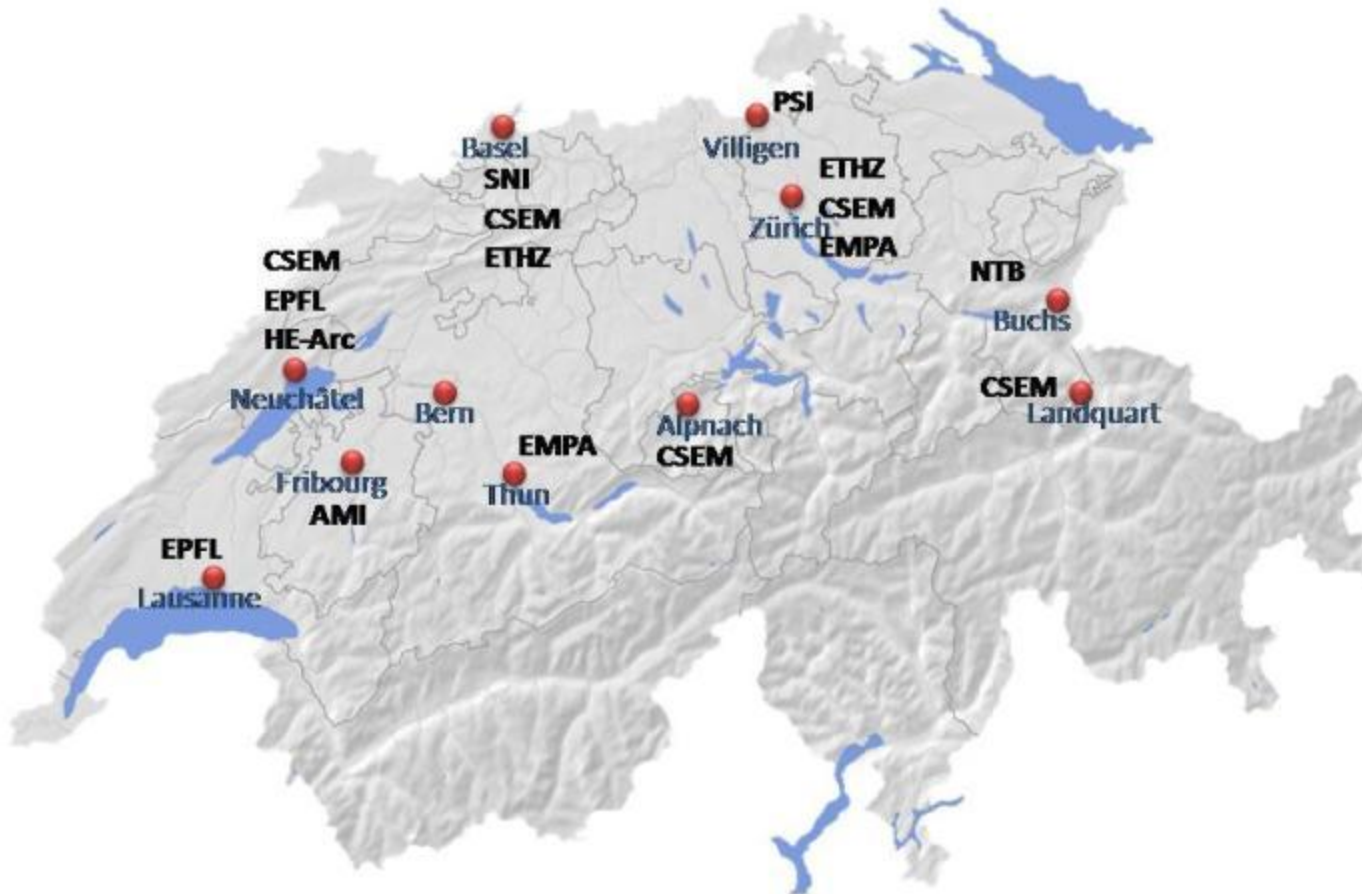 PSI
Basel
Villigen
SNI
ETHZ
CSEM
CSEM
Zürich
ETHZ
EMPA
CSEM
NTB
EPFL
Buchs
HE-Arc
CSEM
Neuchâtel
Bern
Alpnach
Landquart
EMPA
CSEM
Fribourg
Thun
AMI
EPFL
Lausanne